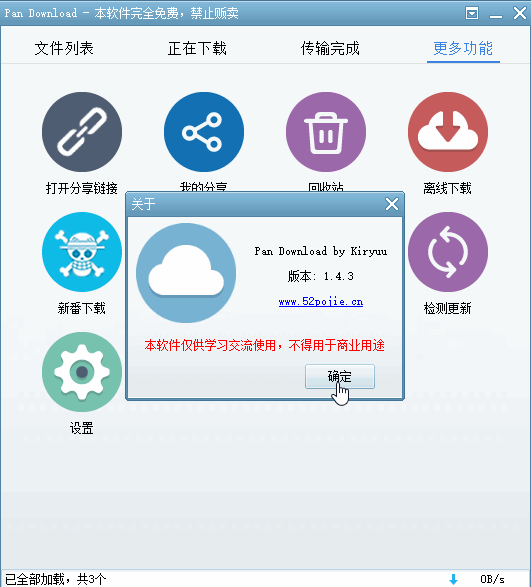 Pan Download - 本软件完全免费，禁止贩卖
文件列表
正在下载
传输完成
更多功能
打开分享链接
我的分享
回收站
离线下载
关于
Pan Download by Kiryuu
版本: 1.4.3
www.52pojie.cn
本软件仅供学习交流使用，不得用于商业用途
确定
新番下载
检测更新
设置
已全部加载，共3个
0B/s